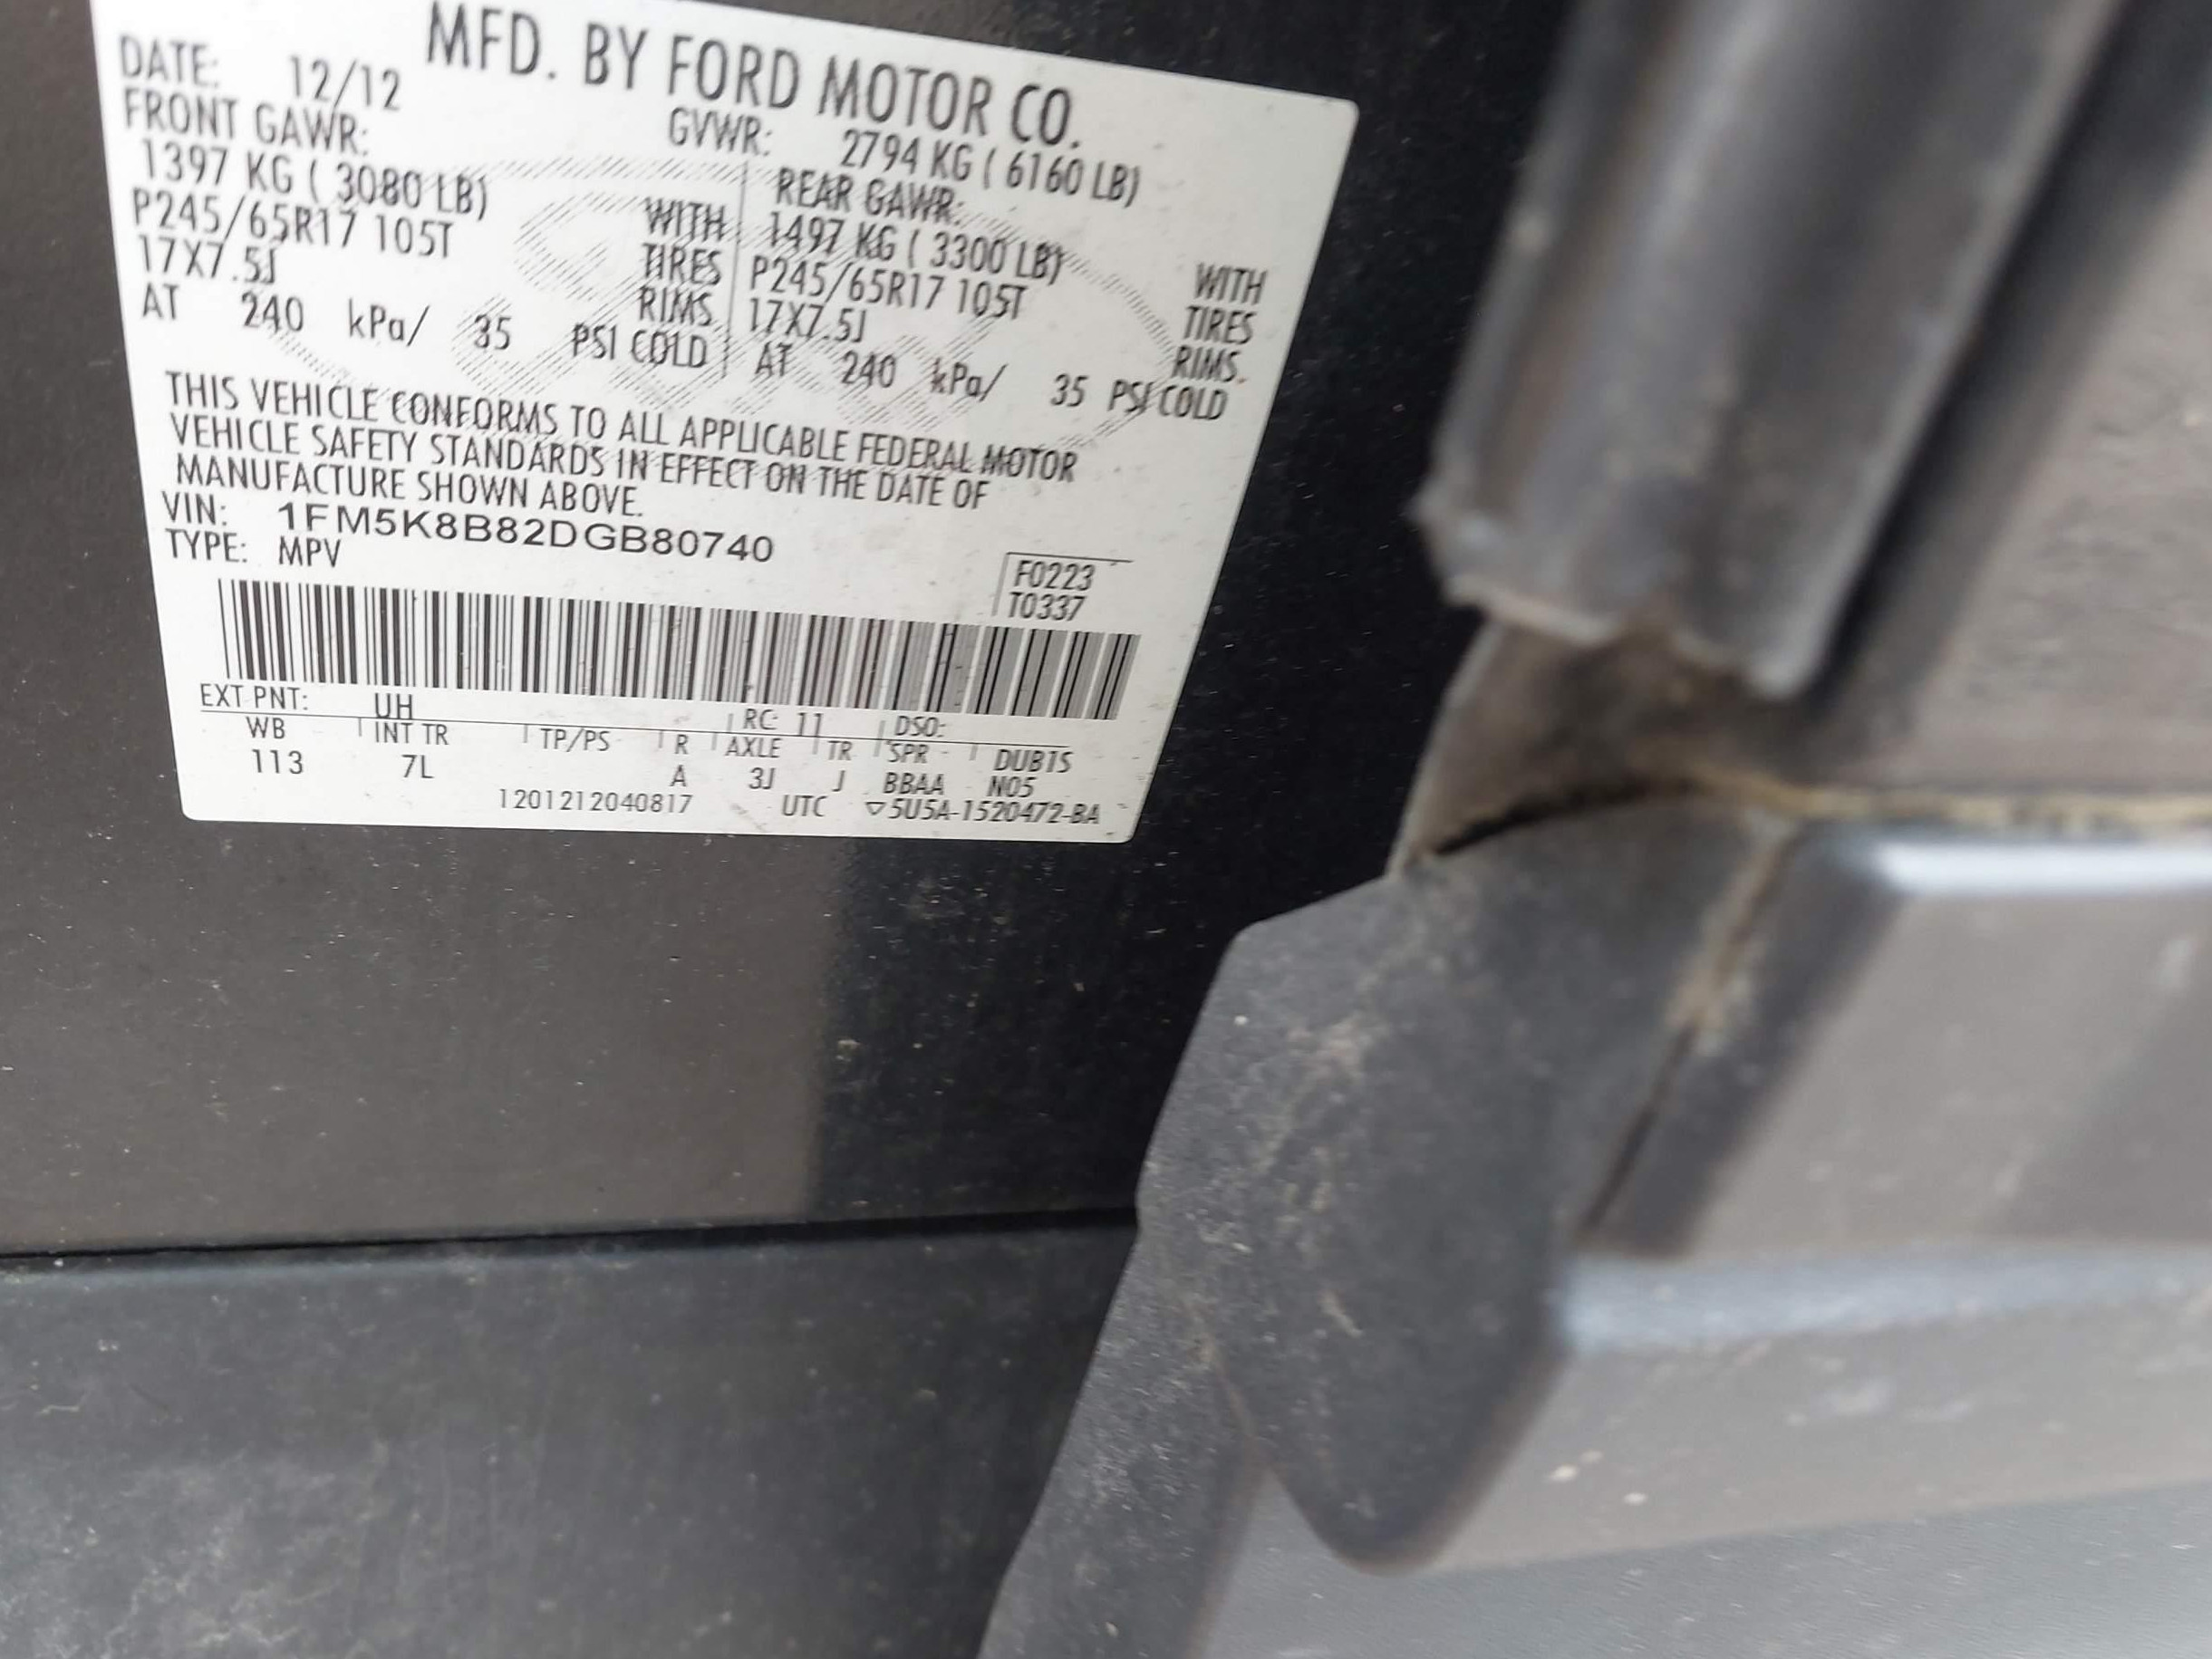 MFD. BY FORD MOTOR CO.
DATE: 12/12
GVWR: 2794 KG ( 6160 LB)
FRONT GAWR:
1397 KG ( 3080 LB) WITH
P245/65R17 105T TIRES
17X7.5J RIMS
AT 240 kPa/ 35 PSI COLD
REAR GAWR:
1497 KG ( 3300 LB) WITH
P245/65R17 105T TIRES
17X7.5J RIMS.
AT 240 kPa/ 35 PSI COLD
THIS VEHICLE CONFORMS TO ALL APPLICABLE FEDERAL MOTOR
VEHICLE SAFETY STANDARDS IN EFFECT ON THE DATE OF
MANUFACTURE SHOWN ABOVE.
VIN: 1FM5K8B82DGB80740
TYPE: MPV
F0223
T0337
EXT PNT: UH RC: 11 DSO:
WB INT TR TP/PS R AXLE TR SPR DUBTS
113 7L A 3J J BBAA N05
1201212040817 UTC ▽5U5A-1520472-BA